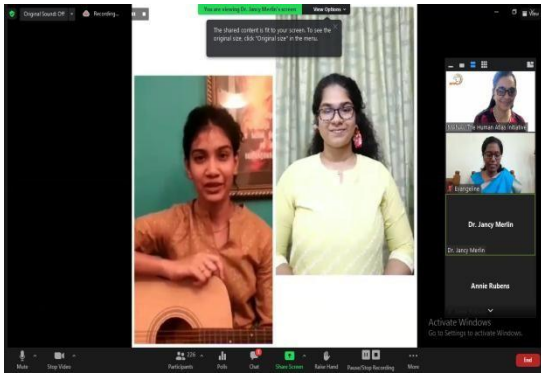 Original Sound: Off
Recording...
You are viewing Dr. Jancy Merlin's screen
View Options
View
The shared content is fit to your screen. To see the
original size, click "Original size" in the menu.
The Human Atlas Initiative
Evangeline
Dr. Jancy Merlin
Dr. Jancy Merlin
Annie Rubens
Activate Windows
Go to Settings to activate Windows.
Mute
Stop Video
226
Participants
Polls
Chat
Share Screen
Raise Hand
Pause/Stop Recording
More
End